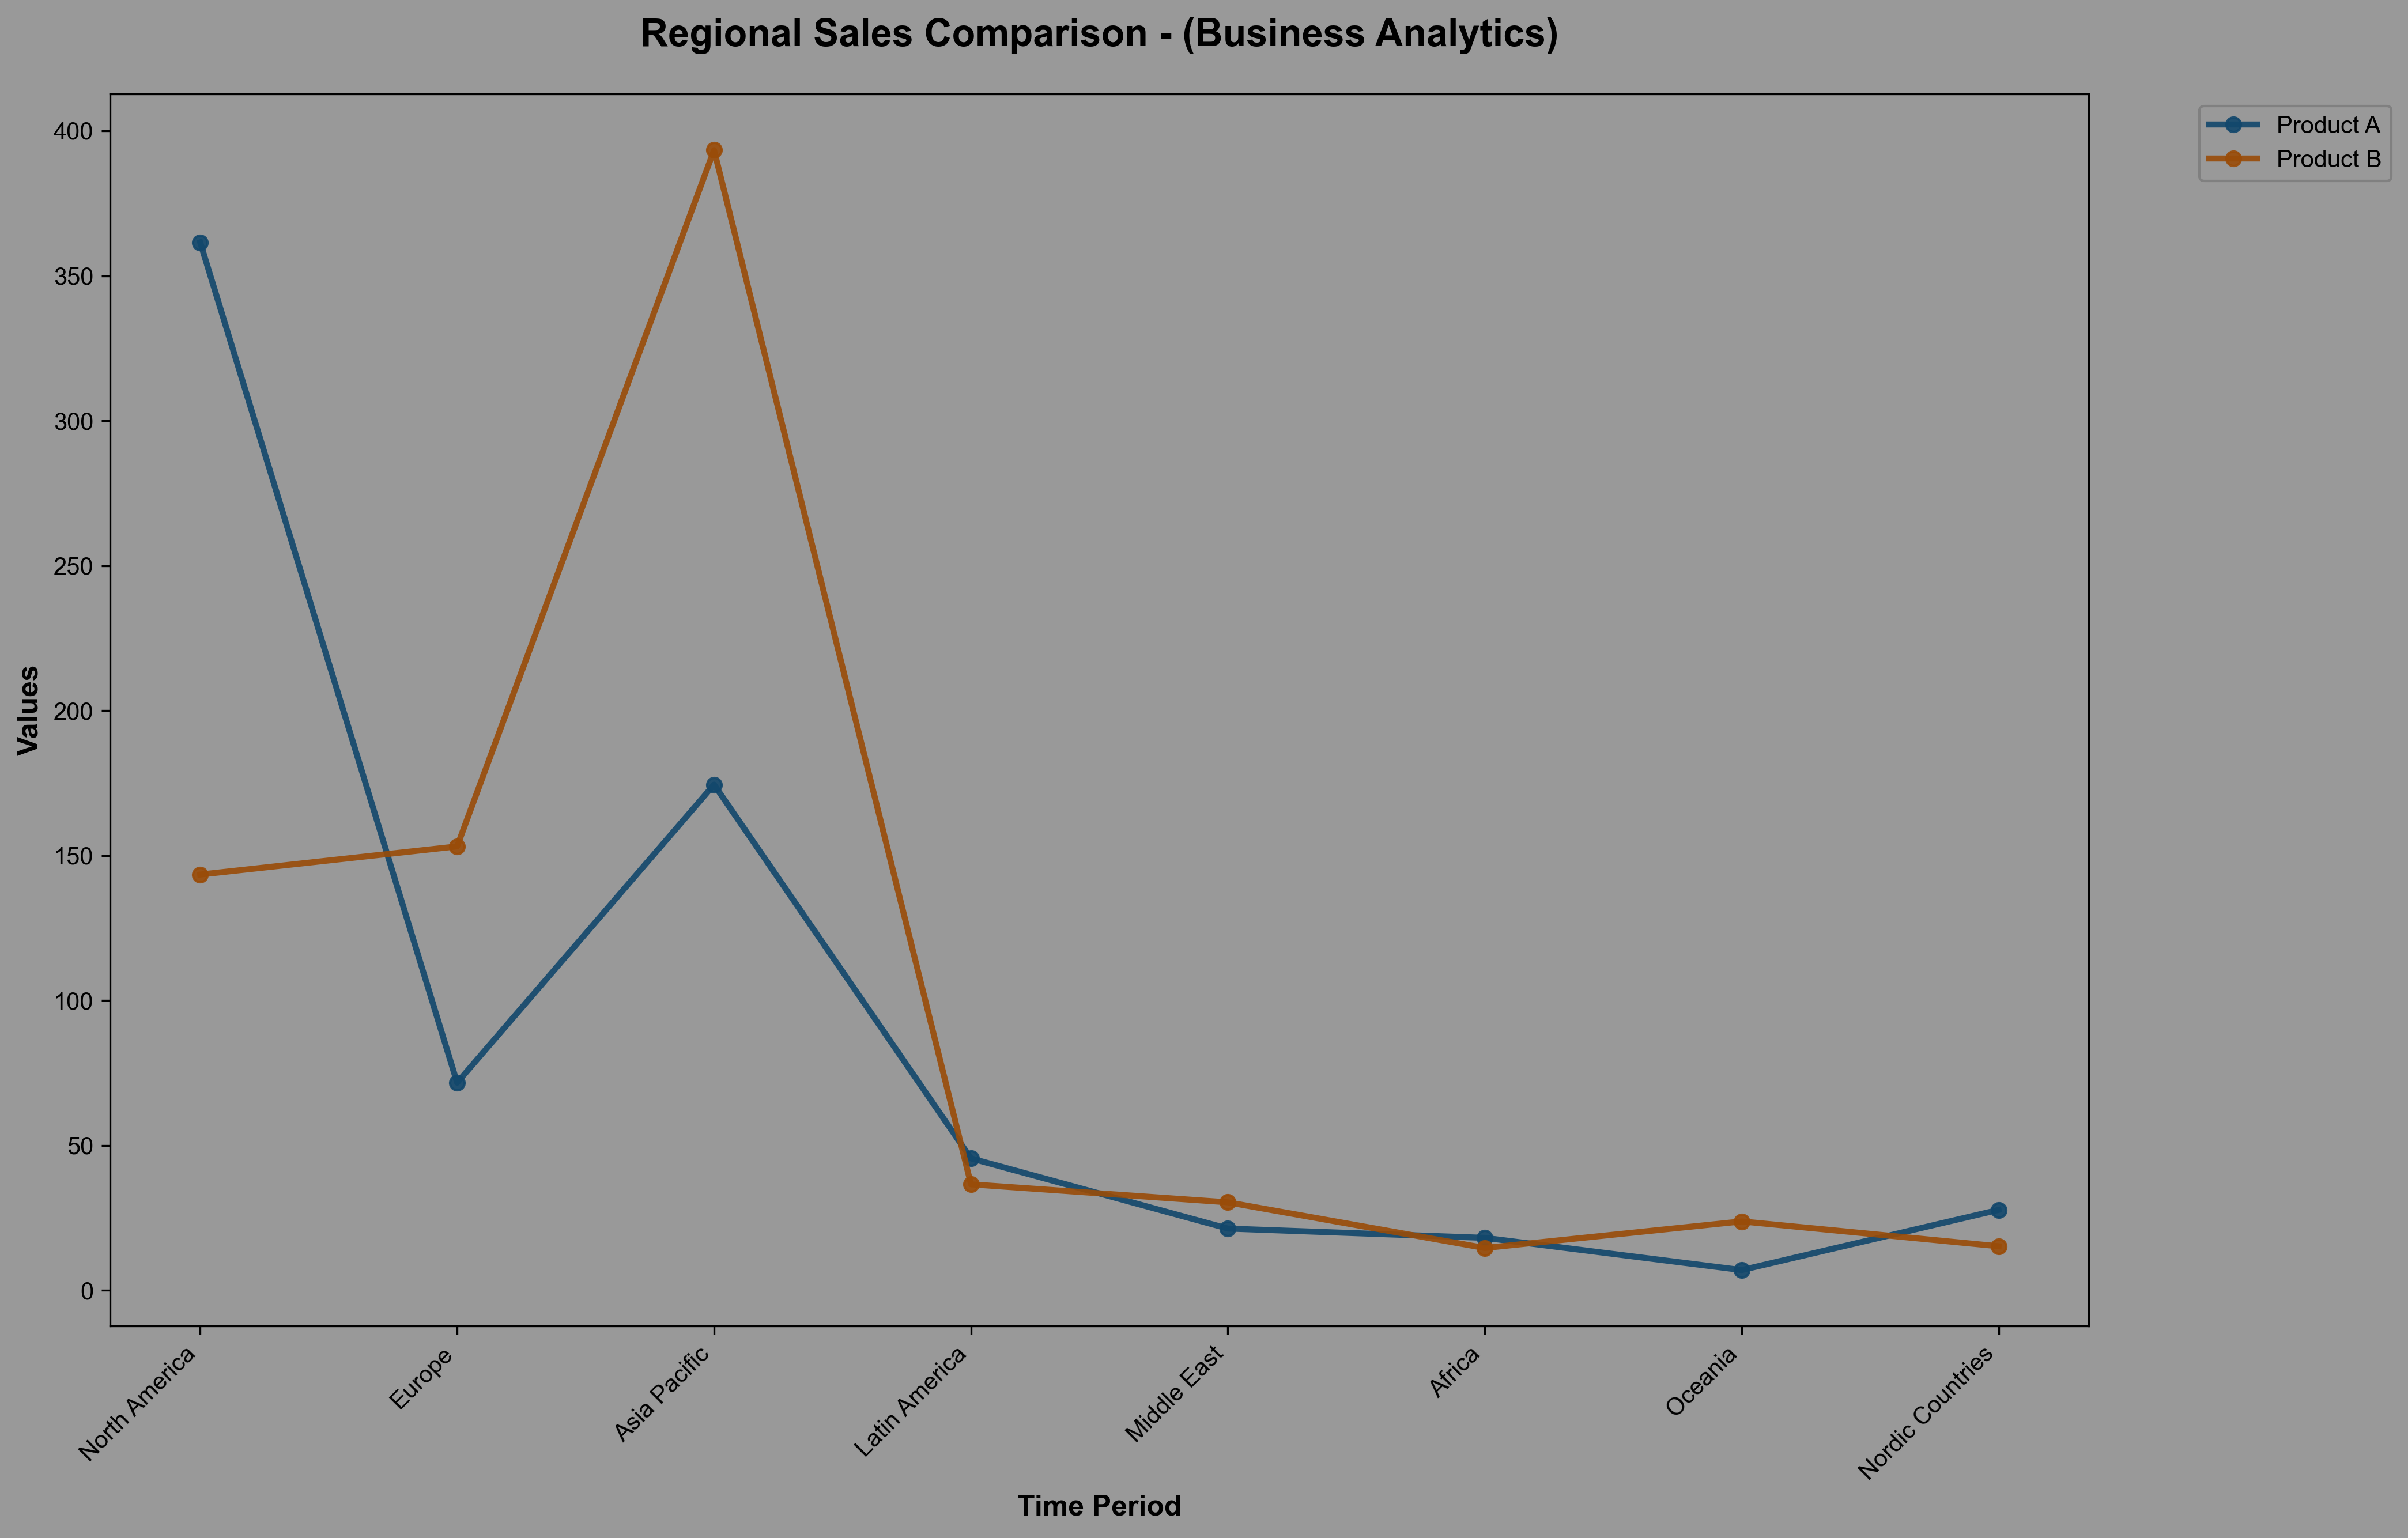 Regional Sales Comparison - (Business Analytics)
Product A
Product B
400
350
300
250
200
150
100
50
0
Values
North America
Europe
Asia Pacific
Latin America
Middle East
Africa
Oceania
Nordic Countries
Time Period